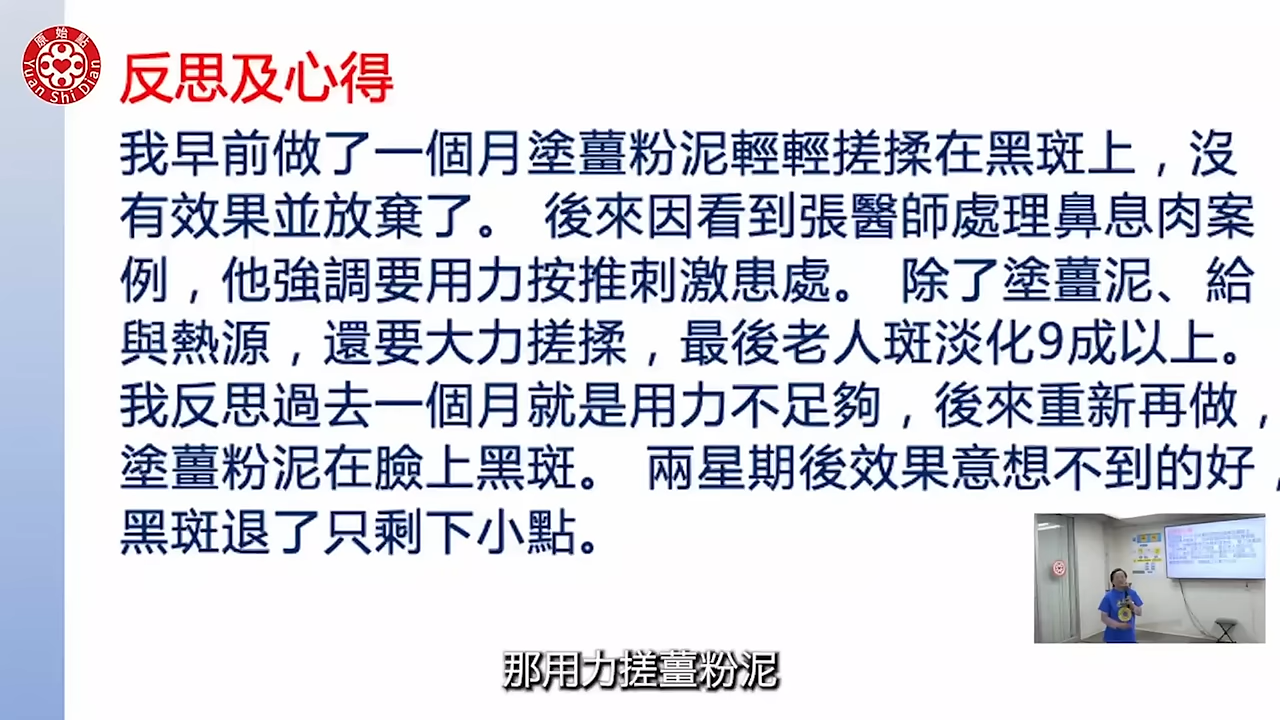 原始點
Yuan Shi Dian
反思及心得
我早前做了一個月塗薑粉泥輕輕搓揉在黑斑上，沒
有效果並放棄了。 後來因看到張醫師處理鼻息肉案
例，他強調要用力按推刺激患處。 除了塗薑泥、給
與熱源，還要大力搓揉，最後老人斑淡化9成以上。
我反思過去一個月就是用力不足夠，後來重新再做，
塗薑粉泥在臉上黑斑。 兩星期後效果意想不到的好，
黑斑退了只剩下小點。
那用力搓薑粉泥